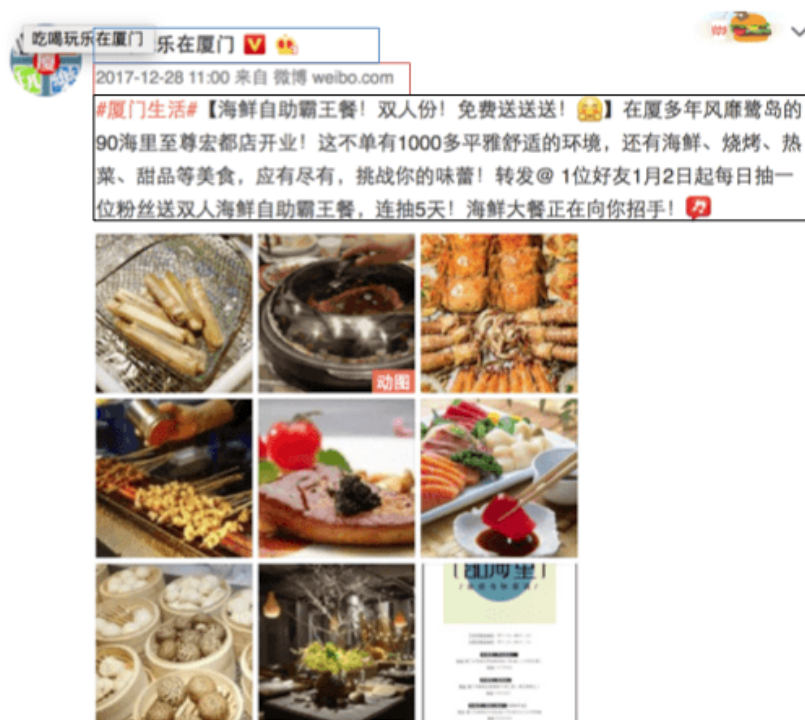 吃喝玩乐在厦门
乐在厦门
2017-12-28 11:00 来自 微博 weibo.com
#厦门生活#【海鲜自助霸王餐！双人份！免费送送送！】在厦多年风靡鹭岛的
90海里至尊宏都店开业！这不单有1000多平雅舒适的环境，还有海鲜、烧烤、热
菜、甜品等美食，应有尽有，挑战你的味蕾！转发@ 1位好友1月2日起每日抽一
位粉丝送双人海鲜自助霸王餐，连抽5天！海鲜大餐正在向你招手！
动图